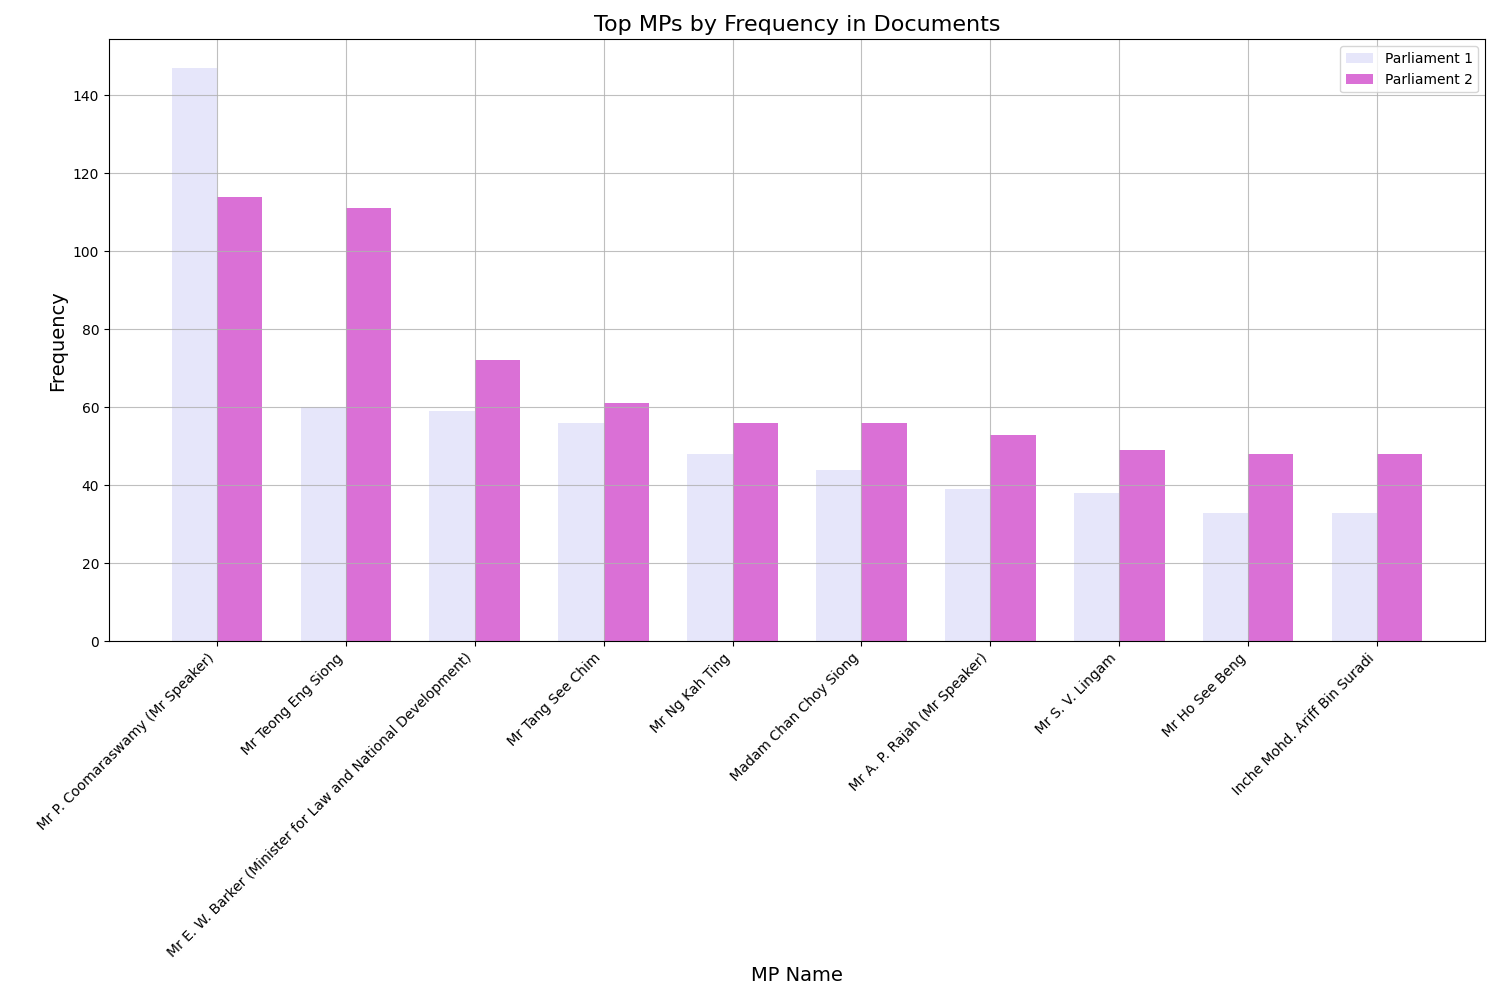 Top MPs by Frequency in Documents
Parliament 1
Parliament 2
Frequency
140
120
100
80
60
40
20
0
Mr P. Coomaraswamy (Mr Speaker)
Mr Teong Eng Siong
Mr E. W. Barker (Minister for Law and National Development)
Mr Tang See Chim
Mr Ng Kah Ting
Madam Chan Choy Siong
Mr A. P. Rajah (Mr Speaker)
Mr S. V. Lingam
Mr Ho See Beng
Inche Mohd. Ariff Bin Suradi
MP Name